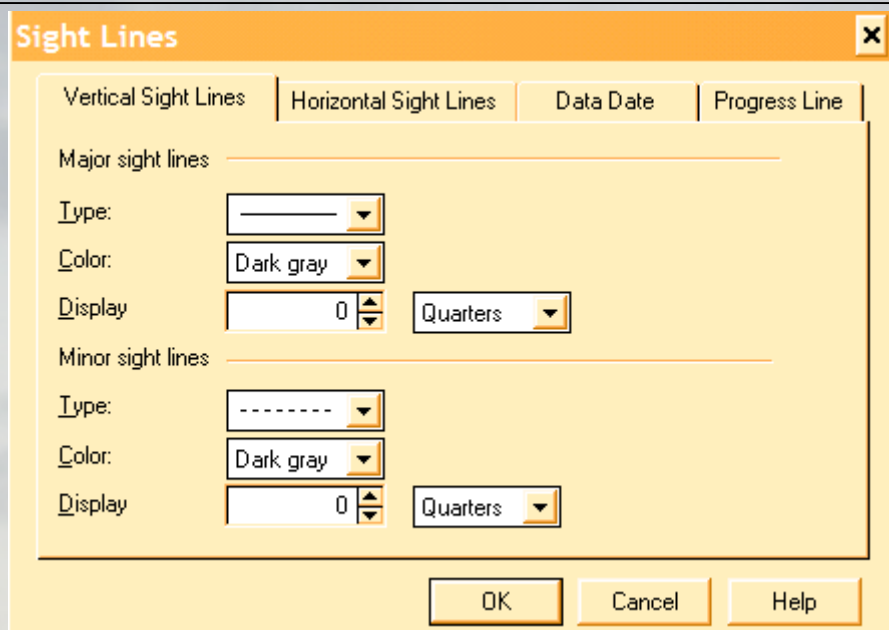 Sight Lines
Vertical Sight Lines Horizontal Sight Lines Data Date Progress Line
Major sight lines
Type:
Color: Dark gray
Display 0 Quarters
Minor sight lines
Type:
Color: Dark gray
Display 0 Quarters
OK Cancel Help